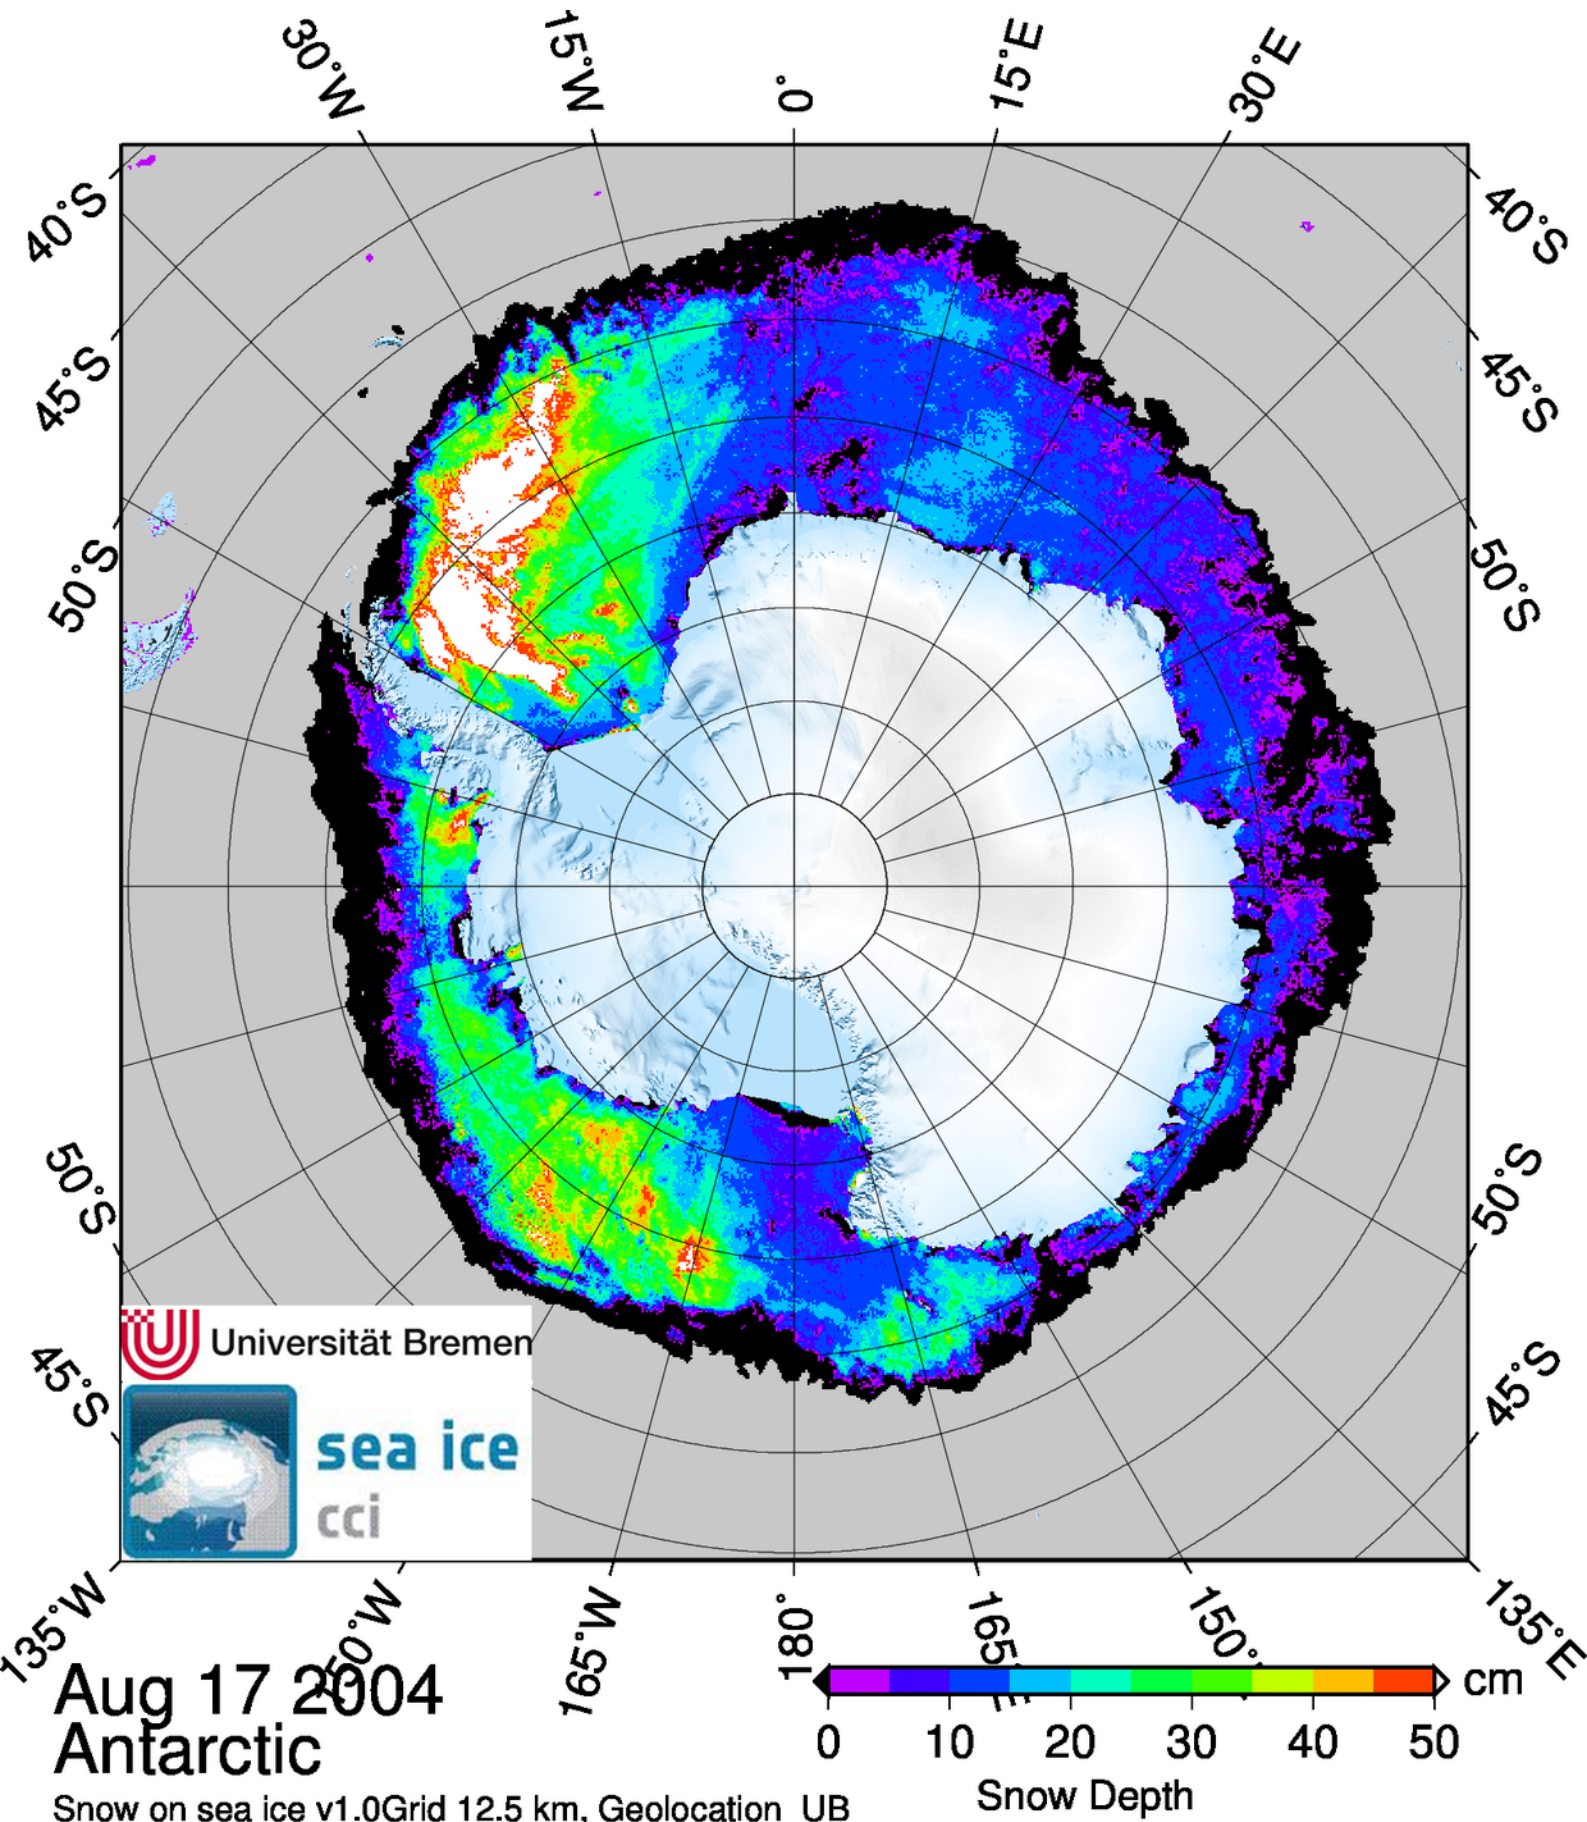 30°W
15°W
0°
15°E
30°E
40°S
40°S
45°S
45°S
50°S
50°S
50°S
50°S
45°S
45°S
Universität Bremen
sea ice
cci
135°W
165°W
180°
135°E
Aug 17 2004
Antarctic
Snow on sea ice v1.0Grid 12.5 km, Geolocation UB
cm
0 10 20 30 40 50
Snow Depth